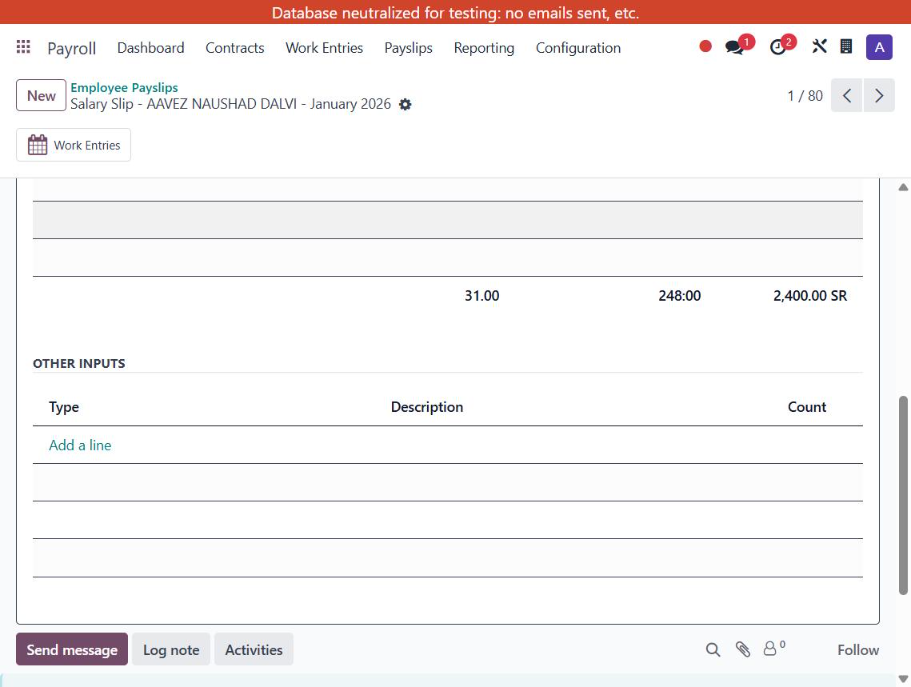 Database neutralized for testing: no emails sent, etc.
Payroll Dashboard Contracts Work Entries Payslips Reporting Configuration 1 2 A
New Employee Payslips
Salary Slip - AAVEZ NAUSHAD DALVI - January 2026 1 / 80
Work Entries
31.00 248:00 2,400.00 SR
OTHER INPUTS
Type Description Count
Add a line
Send message Log note Activities 0 Follow